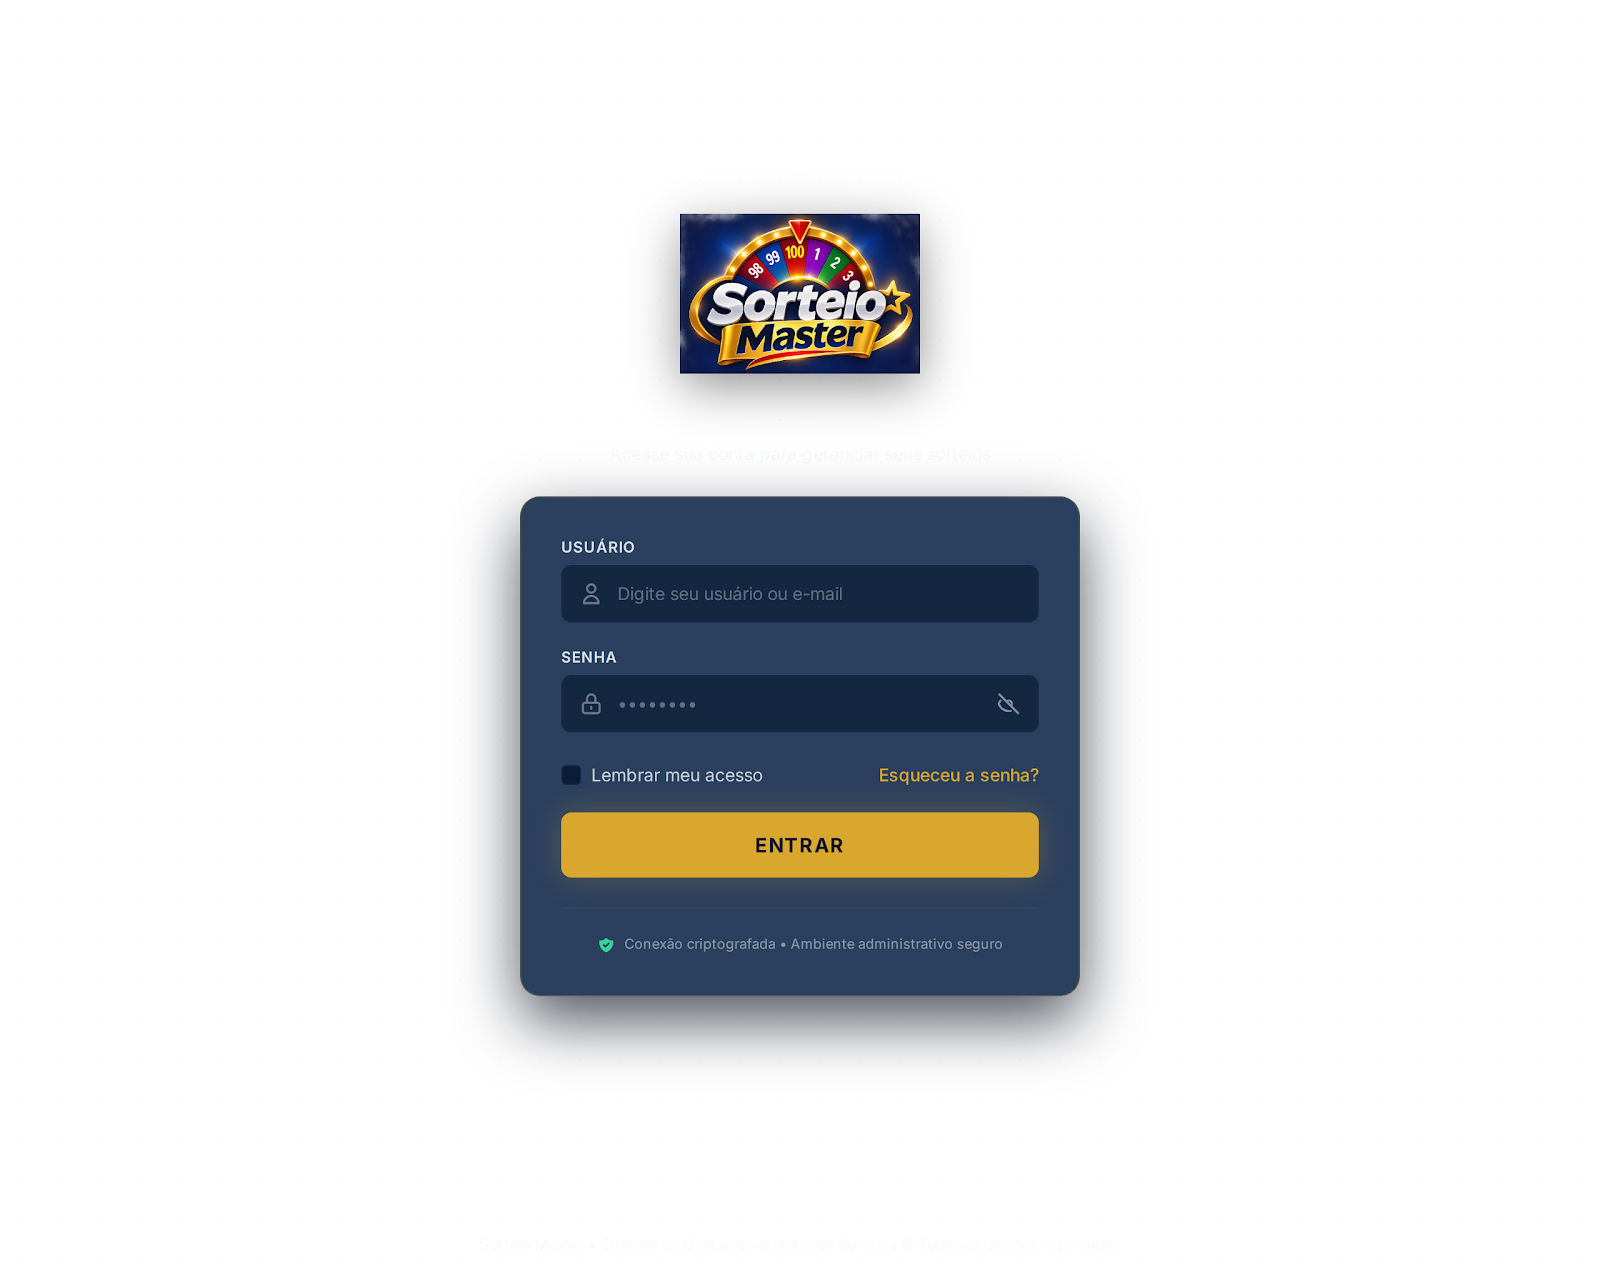 98 99 100 1 2 3
Sorteio
Master
Acesse sua conta para gerenciar seus sorteios
USUÁRIO
Digite seu usuário ou e-mail
SENHA
Lembrar meu acesso
Esqueceu a senha?
ENTRAR
Conexão criptografada • Ambiente administrativo seguro
Sorteio Master • Sistema de Gestão e Auditoria de Sorteios © Todos os direitos reservados